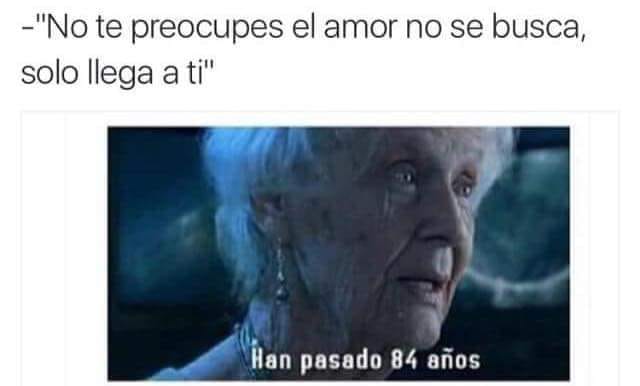 -"No te preocupes el amor no se busca,
solo llega a ti"
Han pasado 84 años